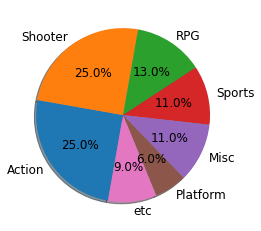 Shooter
RPG
25.0%
13.0%
Sports
11.0%
25.0%
11.0%
Misc
Action
9.0%
6.0%
Platform
etc